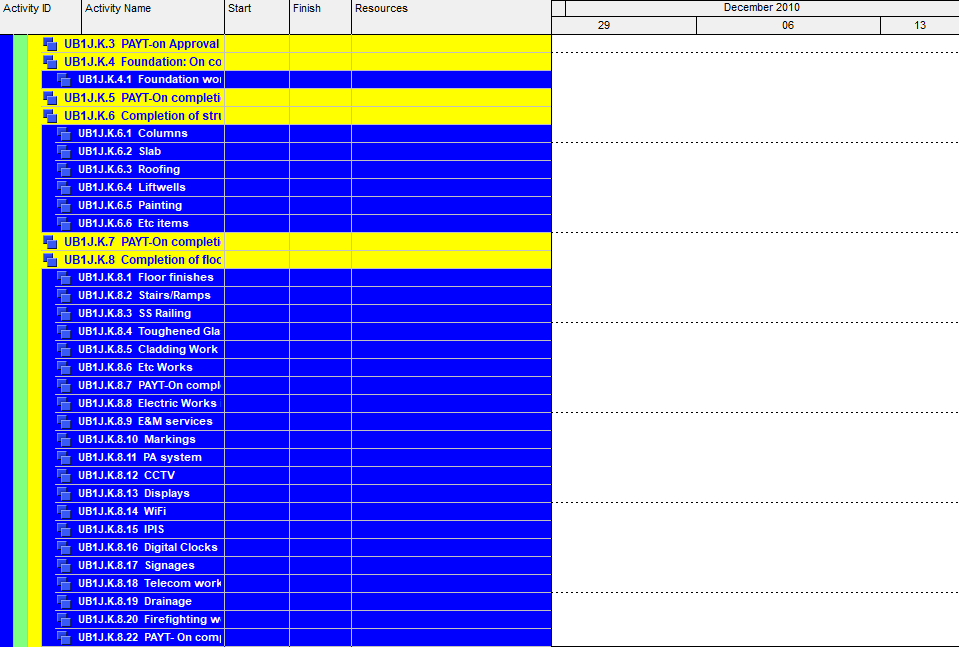 Activity ID Activity Name Start Finish Resources December 2010
29 06 13
UB1J.K.3 PAYT-on Approval
UB1J.K.4 Foundation: On co
UB1J.K.4.1 Foundation wor
UB1J.K.5 PAYT-On completi
UB1J.K.6 Completion of stru
UB1J.K.6.1 Columns
UB1J.K.6.2 Slab
UB1J.K.6.3 Roofing
UB1J.K.6.4 Liftwells
UB1J.K.6.5 Painting
UB1J.K.6.6 Etc items
UB1J.K.7 PAYT-On completi
UB1J.K.8 Completion of floo
UB1J.K.8.1 Floor finishes
UB1J.K.8.2 Stairs/Ramps
UB1J.K.8.3 SS Railing
UB1J.K.8.4 Toughened Gla
UB1J.K.8.5 Cladding Work
UB1J.K.8.6 Etc Works
UB1J.K.8.7 PAYT-On compl
UB1J.K.8.8 Electric Works
UB1J.K.8.9 E&M services
UB1J.K.8.10 Markings
UB1J.K.8.11 PA system
UB1J.K.8.12 CCTV
UB1J.K.8.13 Displays
UB1J.K.8.14 WiFi
UB1J.K.8.15 IPIS
UB1J.K.8.16 Digital Clocks
UB1J.K.8.17 Signages
UB1J.K.8.18 Telecom work
UB1J.K.8.19 Drainage
UB1J.K.8.20 Firefighting w
UB1J.K.8.22 PAYT- On comp